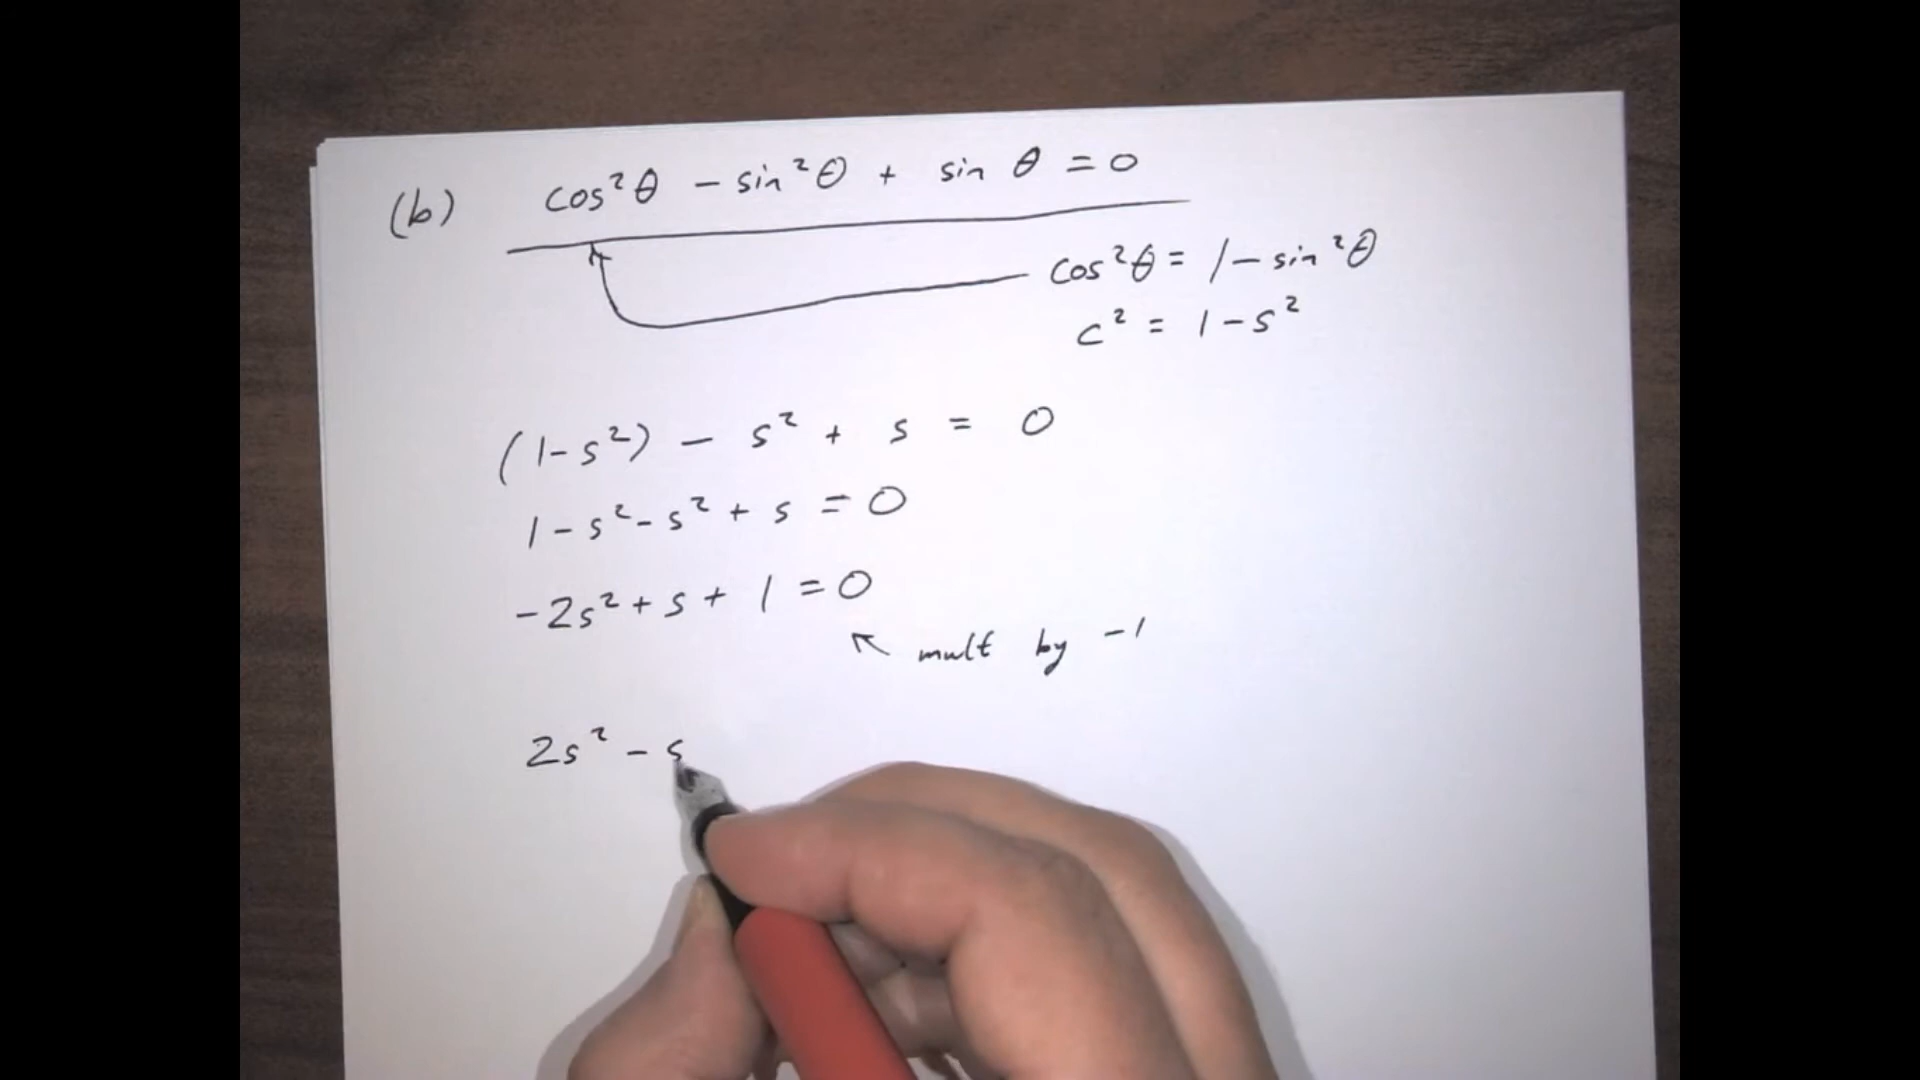 (b) cos²θ - sin²θ + sin θ = 0
cos²θ = 1 - sin²θ
c² = 1 - s²
(1-s²) - s² + s = 0
1 - s² - s² + s = 0
-2s² + s + 1 = 0
mult by -1
2s² - s